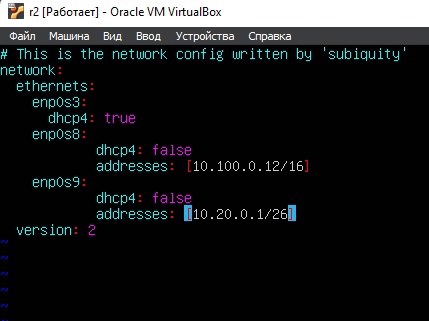 r2 [Работает] - Oracle VM VirtualBox
Файл Машина Вид Ввод Устройства Справка
# This is the network config written by 'subiquity'
network:
  ethernets:
    enp0s3:
      dhcp4: true
    enp0s8:
            dhcp4: false
            addresses: [10.100.0.12/16]
    enp0s9:
            dhcp4: false
            addresses: [10.20.0.1/26]
  version: 2
~
~
~
~
~